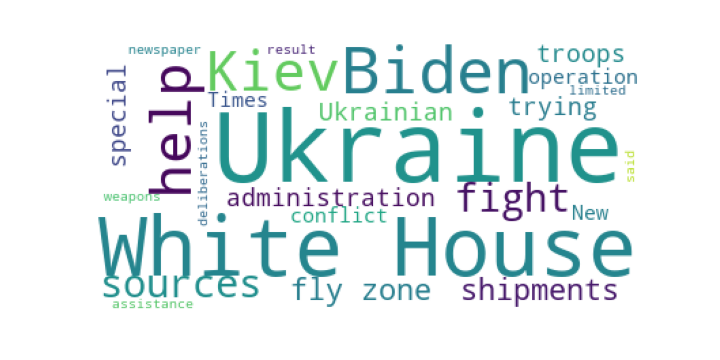 newspaper result
Kiev Biden troops
special help operation
Times limited
Ukrainian trying
Ukraine
deliberations said
weapons administration fight
conflict New
White House
sources fly zone shipments
assistance